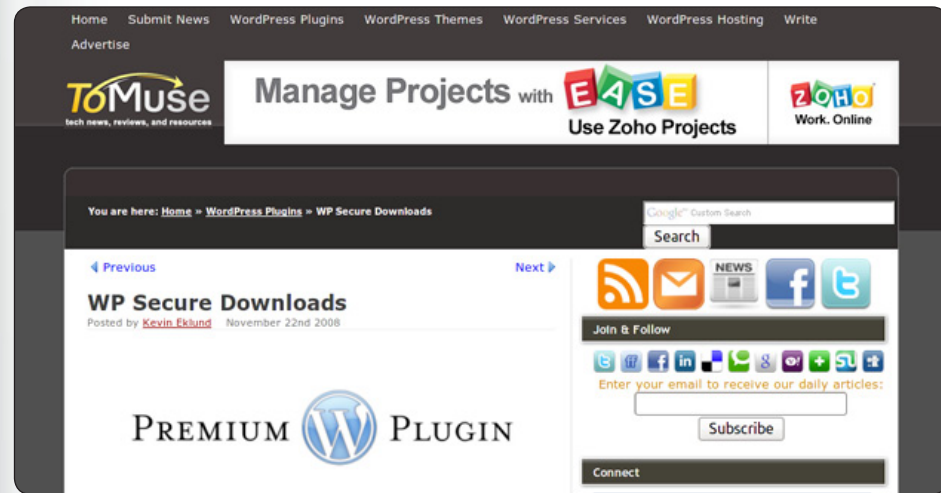 Home Submit News WordPress Plugins WordPress Themes WordPress Services WordPress Hosting Write
Advertise
ToMuse
tech news, reviews, and resources
Manage Projects with EASE
Use Zoho Projects
ZOHO
Work. Online
You are here: Home » WordPress Plugins » WP Secure Downloads
Google™ Custom Search
Search
Previous
Next
WP Secure Downloads
Posted by Kevin Eklund November 22nd 2008
PREMIUM W PLUGIN
NEWS
Join & Follow
Enter your email to receive our daily articles:
Subscribe
Connect